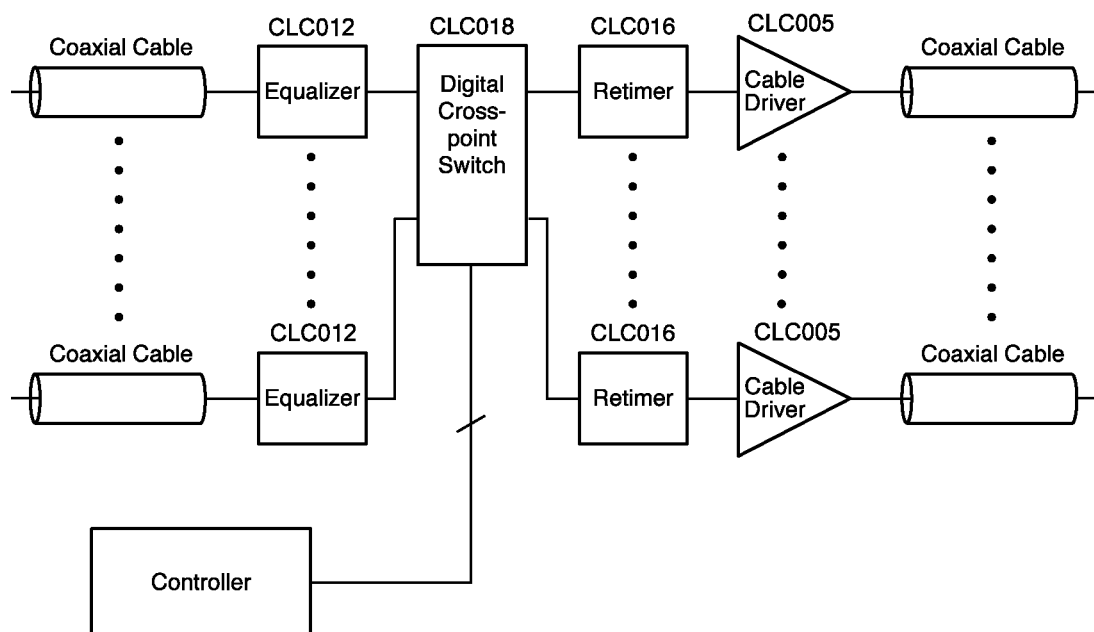 CLC012
CLC018
CLC016
CLC005
Coaxial Cable
Coaxial Cable
Equalizer
Digital
Cross-
point
Switch
Retimer
Cable
Driver
CLC012
CLC016
CLC005
Coaxial Cable
Coaxial Cable
Equalizer
Retimer
Cable
Driver
Controller